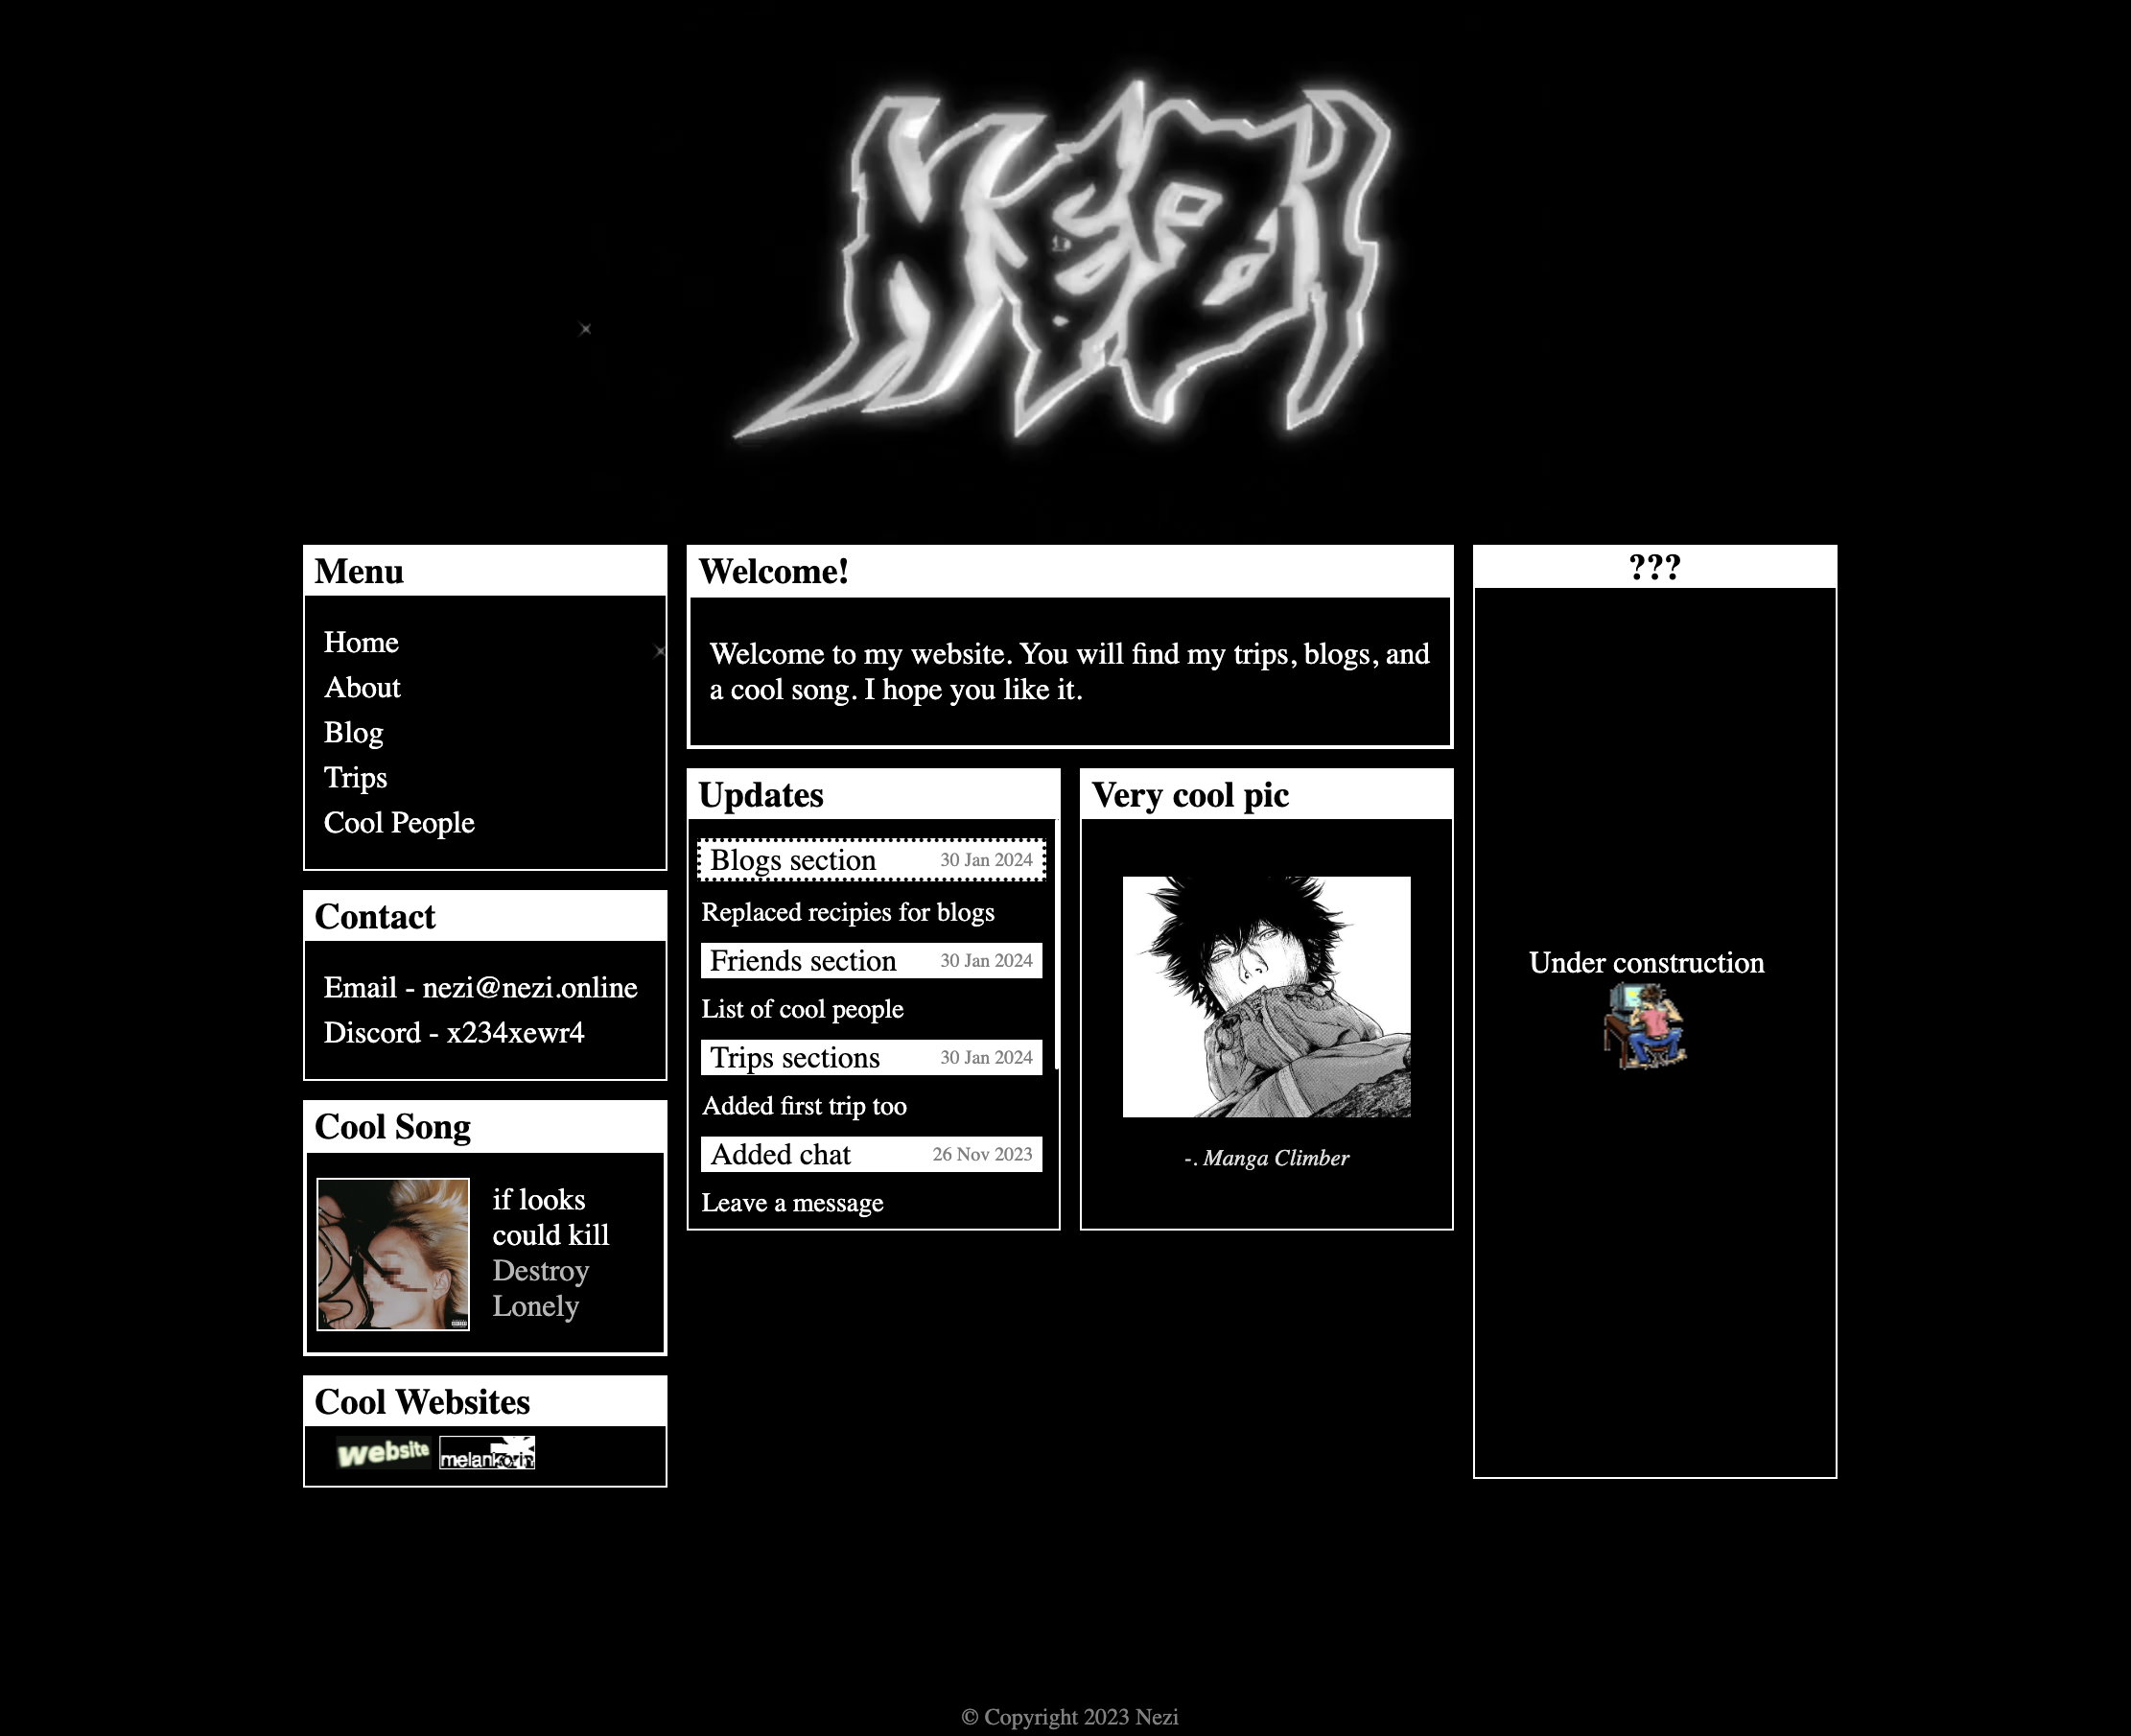 Nezi
Menu
Home
About
Blog
Trips
Cool People
Contact
Email - nezi@nezi.online
Discord - x234xewr4
Cool Song
if looks
could kill
Destroy
Lonely
Cool Websites
website
Welcome!
Welcome to my website. You will find my trips, blogs, and
a cool song. I hope you like it.
Updates
Blogs section 30 Jan 2024
Replaced recipies for blogs
Friends section 30 Jan 2024
List of cool people
Trips sections 30 Jan 2024
Added first trip too
Added chat 26 Nov 2023
Leave a message
Very cool pic
-. Manga Climber
???
Under construction
© Copyright 2023 Nezi